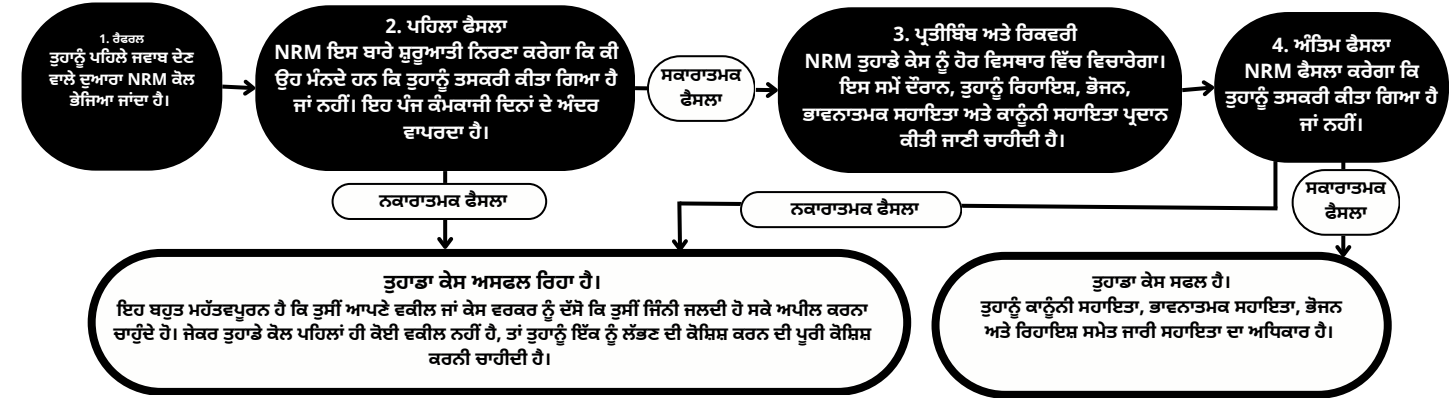 1. ਰੈਫਰਲ
ਤੁਹਾਨੂੰ ਪਹਿਲੇ ਜਵਾਬ ਦੇਣ
ਵਾਲੇ ਦੁਆਰਾ NRM ਕੋਲ
ਭੇਜਿਆ ਜਾਂਦਾ ਹੈ।
2. ਪਹਿਲਾ ਫੈਸਲਾ
NRM ਇਸ ਬਾਰੇ ਸ਼ੁਰੂਆਤੀ ਨਿਰਣਾ ਕਰੇਗਾ ਕਿ ਕੀ
ਉਹ ਮੰਨਦੇ ਹਨ ਕਿ ਤੁਹਾਨੂੰ ਤਸਕਰੀ ਕੀਤਾ ਗਿਆ ਹੈ
ਜਾਂ ਨਹੀਂ। ਇਹ ਪੰਜ ਕੰਮਕਾਜੀ ਦਿਨਾਂ ਦੇ ਅੰਦਰ
ਵਾਪਰਦਾ ਹੈ।
ਸਕਾਰਾਤਮਕ
ਫੈਸਲਾ
3. ਪ੍ਰਤੀਬਿੰਬ ਅਤੇ ਰਿਕਵਰੀ
NRM ਤੁਹਾਡੇ ਕੇਸ ਨੂੰ ਹੋਰ ਵਿਸਥਾਰ ਵਿੱਚ ਵਿਚਾਰੇਗਾ।
ਇਸ ਸਮੇਂ ਦੌਰਾਨ, ਤੁਹਾਨੂੰ ਰਿਹਾਇਸ਼, ਭੋਜਨ,
ਭਾਵਨਾਤਮਕ ਸਹਾਇਤਾ ਅਤੇ ਕਾਨੂੰਨੀ ਸਹਾਇਤਾ ਪ੍ਰਦਾਨ
ਕੀਤੀ ਜਾਣੀ ਚਾਹੀਦੀ ਹੈ।
4. ਅੰਤਿਮ ਫੈਸਲਾ
NRM ਫੈਸਲਾ ਕਰੇਗਾ ਕਿ
ਤੁਹਾਨੂੰ ਤਸਕਰੀ ਕੀਤਾ ਗਿਆ ਹੈ
ਜਾਂ ਨਹੀਂ।
ਨਕਾਰਾਤਮਕ ਫੈਸਲਾ
ਨਕਾਰਾਤਮਕ ਫੈਸਲਾ
ਸਕਾਰਾਤਮਕ
ਫੈਸਲਾ
ਤੁਹਾਡਾ ਕੇਸ ਅਸਫਲ ਰਿਹਾ ਹੈ।
ਇਹ ਬਹੁਤ ਮਹੱਤਵਪੂਰਨ ਹੈ ਕਿ ਤੁਸੀਂ ਆਪਣੇ ਵਕੀਲ ਜਾਂ ਕੇਸ ਵਰਕਰ ਨੂੰ ਦੱਸੋ ਕਿ ਤੁਸੀਂ ਜਿੰਨੀ ਜਲਦੀ ਹੋ ਸਕੇ ਅਪੀਲ ਕਰਨਾ
ਚਾਹੁੰਦੇ ਹੋ। ਜੇਕਰ ਤੁਹਾਡੇ ਕੋਲ ਪਹਿਲਾਂ ਹੀ ਕੋਈ ਵਕੀਲ ਨਹੀਂ ਹੈ, ਤਾਂ ਤੁਹਾਨੂੰ ਇੱਕ ਨੂੰ ਲੱਭਣ ਦੀ ਕੋਸ਼ਿਸ਼ ਕਰਨ ਦੀ ਪੂਰੀ ਕੋਸ਼ਿਸ਼
ਕਰਨੀ ਚਾਹੀਦੀ ਹੈ।
ਤੁਹਾਡਾ ਕੇਸ ਸਫਲ ਹੈ।
ਤੁਹਾਨੂੰ ਕਾਨੂੰਨੀ ਸਹਾਇਤਾ, ਭਾਵਨਾਤਮਕ ਸਹਾਇਤਾ, ਭੋਜਨ
ਅਤੇ ਰਿਹਾਇਸ਼ ਸਮੇਤ ਜਾਰੀ ਸਹਾਇਤਾ ਦਾ ਅਧਿਕਾਰ ਹੈ।